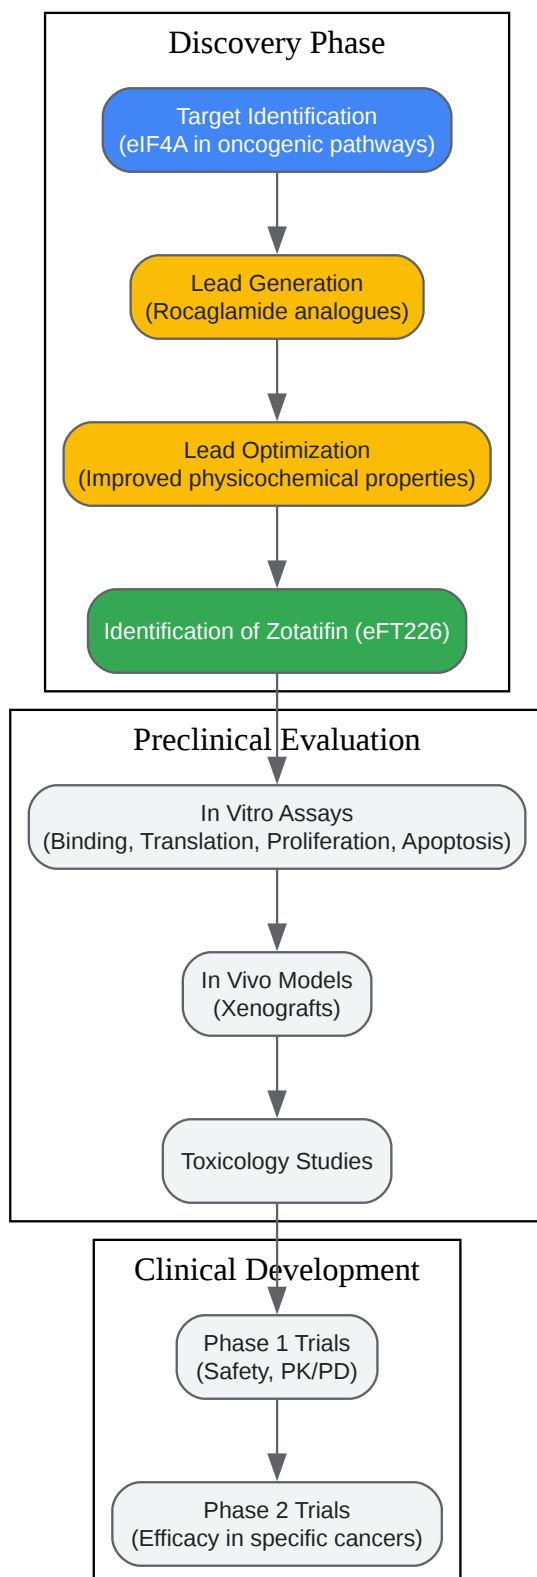 Discovery Phase
Target Identification
(eIF4A in oncogenic pathways)
Lead Generation
(Rocaglamide analogues)
Lead Optimization
(Improved physicochemical properties)
Identification of Zotatifin (eFT226)
Preclinical Evaluation
In Vitro Assays
(Binding, Translation, Proliferation, Apoptosis)
In Vivo Models
(Xenografts)
Toxicology Studies
Clinical Development
Phase 1 Trials
(Safety, PK/PD)
Phase 2 Trials
(Efficacy in specific cancers)